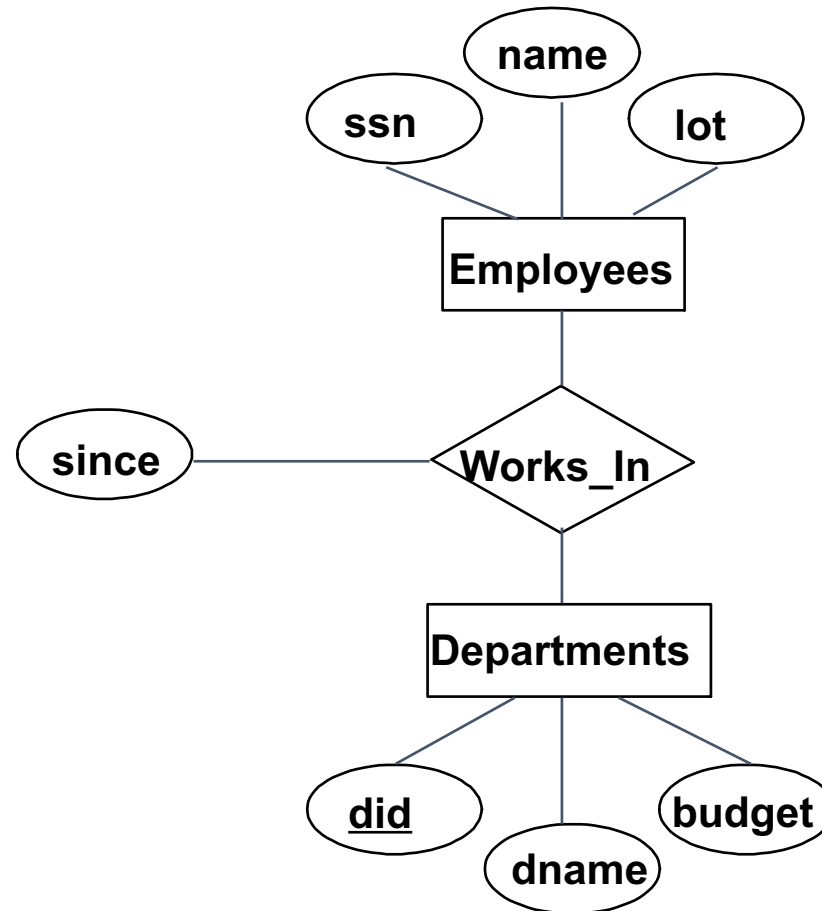 name
ssn
lot
Employees
since
Works_In
Departments
did
budget
dname